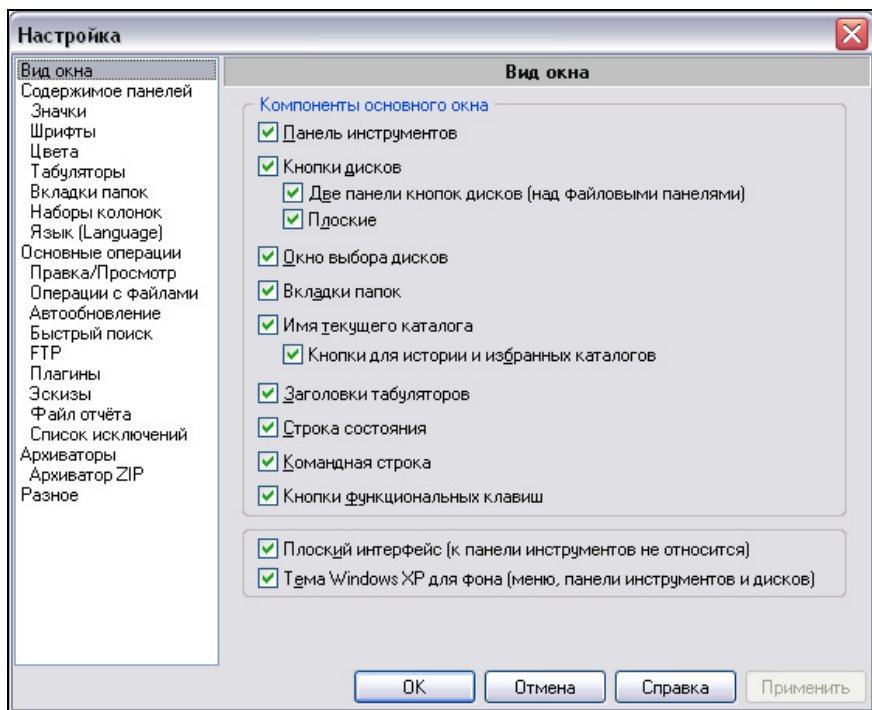 Настройка
Вид окна
Содержимое панелей
Значки
Шрифты
Цвета
Табуляторы
Вкладки папок
Наборы колонок
Язык (Language)
Основные операции
Правка/Просмотр
Операции с файлами
Автообновление
Быстрый поиск
FTP
Плагины
Эскизы
Файл отчёта
Список исключений
Архиваторы
Архиватор ZIP
Разное
Вид окна
Компоненты основного окна
Панель инструментов
Кнопки дисков
Две панели кнопок дисков (над файловыми панелями)
Плоские
Окно выбора дисков
Вкладки папок
Имя текущего каталога
Кнопки для истории и избранных каталогов
Заголовки табуляторов
Строка состояния
Командная строка
Кнопки функциональных клавиш
Плоский интерфейс (к панели инструментов не относится)
Тема Windows XP для фона (меню, панели инструментов и дисков)
ОК Отмена Справка Применить